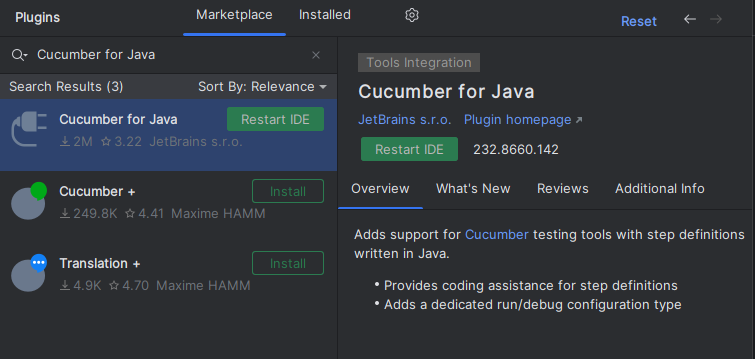 Plugins
Marketplace
Installed
Reset
Cucumber for Java
Search Results (3)
Sort By: Relevance
Cucumber for Java
Restart IDE
2M 3.22 JetBrains s.r.o.
Cucumber +
Install
249.8K 4.41 Maxime HAMM
Translation +
Install
4.9K 4.70 Maxime HAMM
Tools Integration
Cucumber for Java
JetBrains s.r.o. Plugin homepage
Restart IDE 232.8660.142
Overview What's New Reviews Additional Info
Adds support for Cucumber testing tools with step definitions
written in Java.
• Provides coding assistance for step definitions
• Adds a dedicated run/debug configuration type